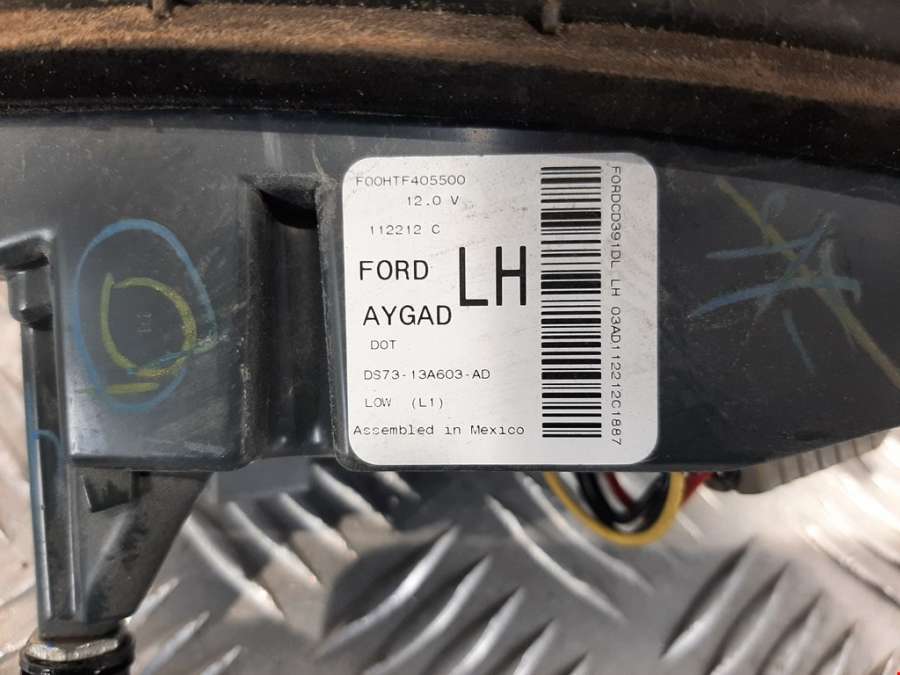 F00HTF405500
12.0 V
112212 C
FORD
LH
AYGAD
DOT
DS73-13A603-AD
LOW (L1)
Assembled in Mexico
FORDCD391DL LH 03AD112212C1887